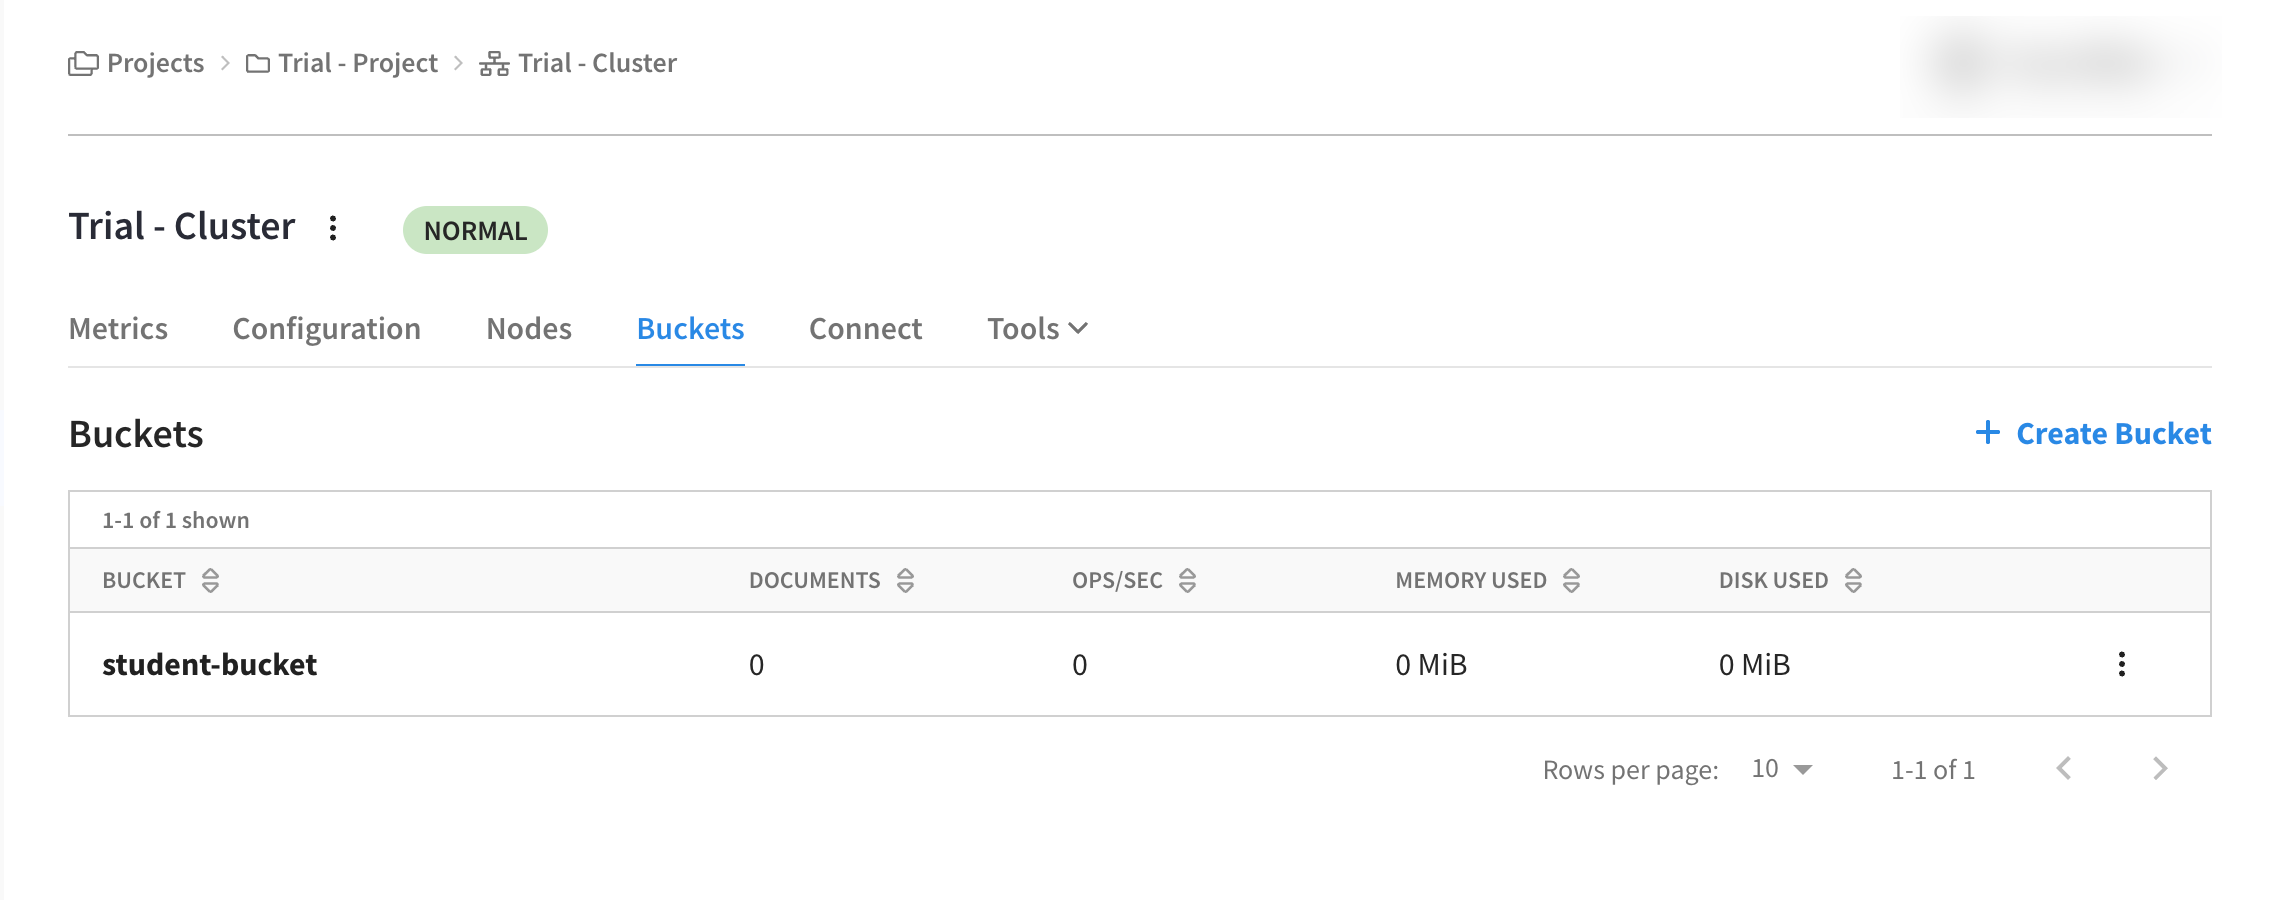 Projects > Trial - Project > Trial - Cluster
Trial - Cluster NORMAL
Metrics Configuration Nodes Buckets Connect Tools
Buckets + Create Bucket
1-1 of 1 shown
BUCKET DOCUMENTS OPS/SEC MEMORY USED DISK USED
student-bucket 0 0 0 MiB 0 MiB
Rows per page: 10 1-1 of 1